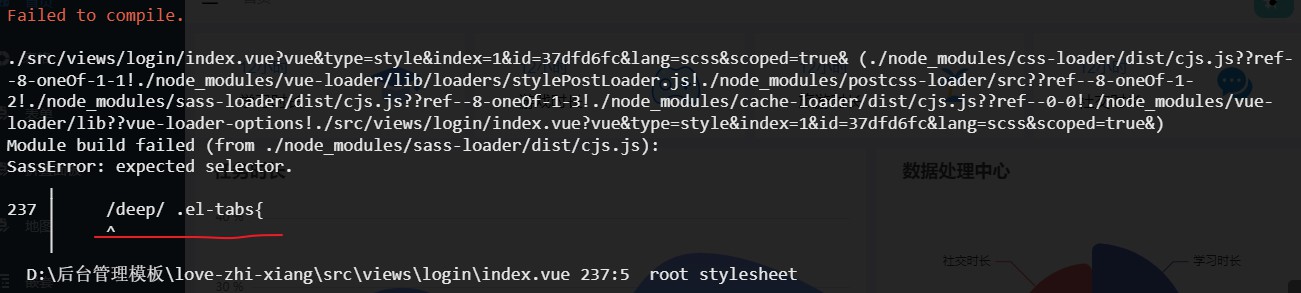 Failed to compile.
./src/views/login/index.vue?vue&type=style&index=1&id=37dfd6fc&lang=scss&scoped=true& (./node_modules/css-loader/dist/cjs.js??ref-
-8-oneOf-1-1!./node_modules/vue-loader/lib/loaders/stylePostLoader.js!./node_modules/postcss-loader/src??ref--8-oneOf-1-
2!./node_modules/sass-loader/dist/cjs.js??ref--8-oneOf-1-3!./node_modules/cache-loader/dist/cjs.js??ref--0-0!./node_modules/vue-
loader/lib??vue-loader-options!./src/views/login/index.vue?vue&type=style&index=1&id=37dfd6fc&lang=scss&scoped=true&)
Module build failed (from ./node_modules/sass-loader/dist/cjs.js):
SassError: expected selector.
任务时长
数据处理中心
237 │     /deep/ .el-tabs{
│     ^
地图
D:\后台管理模板\love-zhi-xiang\src\views\login\index.vue 237:5  root stylesheet
社交时长
学习时长
30 %